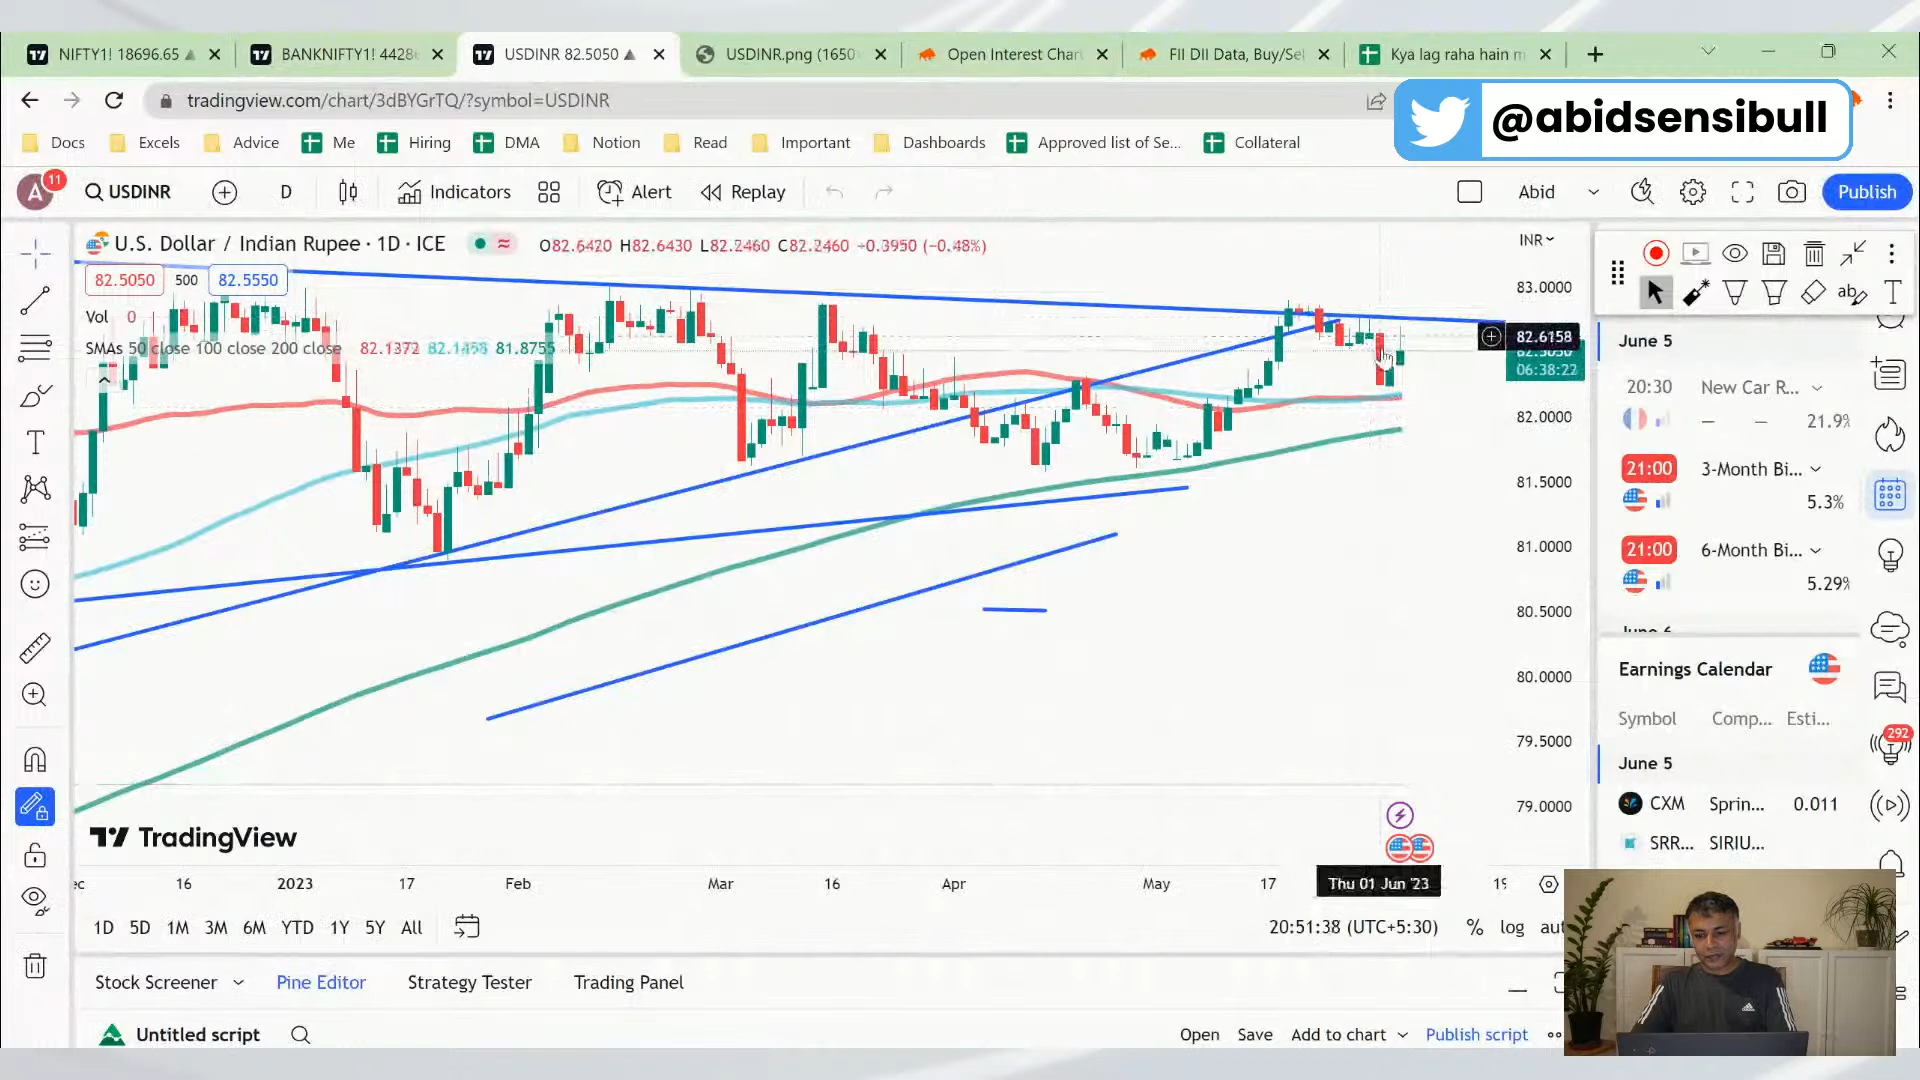 NIFTY1! 18696.65
BANKNIFTY1! 4428
USDINR 82.5050
USDINR.png (1650
Open Interest Chart
FII DII Data, Buy/Sel
Kya lag raha hain m
tradingview.com/chart/3dBYGrTQ/?symbol=USDINR
@abidsensibull
Docs
Excels
Advice
Me
Hiring
DMA
Notion
Read
Important
Dashboards
Approved list of Se...
Collateral
A
11
USDINR
D
Indicators
Alert
Replay
Abid
Publish
U.S. Dollar / Indian Rupee · 1D · ICE
O82.6420 H82.6430 L82.2460 C82.2460 −0.3950 (−0.48%)
INR
82.5050
500
82.5550
Vol 0
SMAs 50 close 100 close 200 close 82.1372 82.1458 81.8755
83.0000
82.6158
82.5050
06:38:22
82.0000
81.5000
81.0000
80.5000
80.0000
79.5000
79.0000
TradingView
16
2023
17
Feb
Mar
16
Apr
May
17
Thu 01 Jun '23
1D 5D 1M 3M 6M YTD 1Y 5Y All
20:51:38 (UTC+5:30)
%
log
Stock Screener
Pine Editor
Strategy Tester
Trading Panel
Untitled script
Open
Save
Add to chart
Publish script
June 5
20:30 New Car R...
— — 21.9%
21:00 3-Month Bi...
5.3%
21:00 6-Month Bi...
5.29%
June 6
Earnings Calendar
Symbol Comp... Esti...
June 5
CXM Sprin... 0.011
SRR... SIRIU...
292